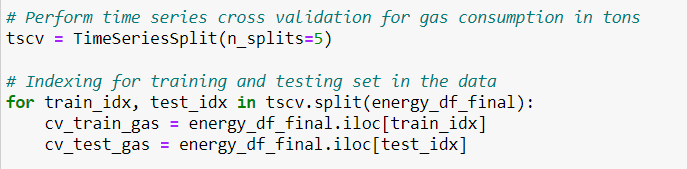 # Perform time series cross validation for gas consumption in tons
tscv = TimeSeriesSplit(n_splits=5)
# Indexing for training and testing set in the data
for train_idx, test_idx in tscv.split(energy_df_final):
    cv_train_gas = energy_df_final.iloc[train_idx]
    cv_test_gas = energy_df_final.iloc[test_idx]